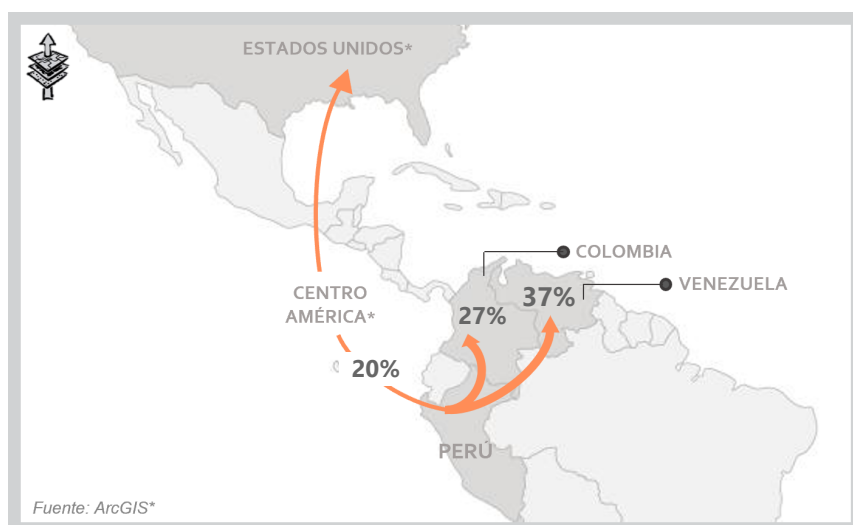 ESTADOS UNIDOS*
COLOMBIA
VENEZUELA
CENTRO
AMÉRICA*
37%
27%
20%
PERÚ
Fuente: ArcGIS*